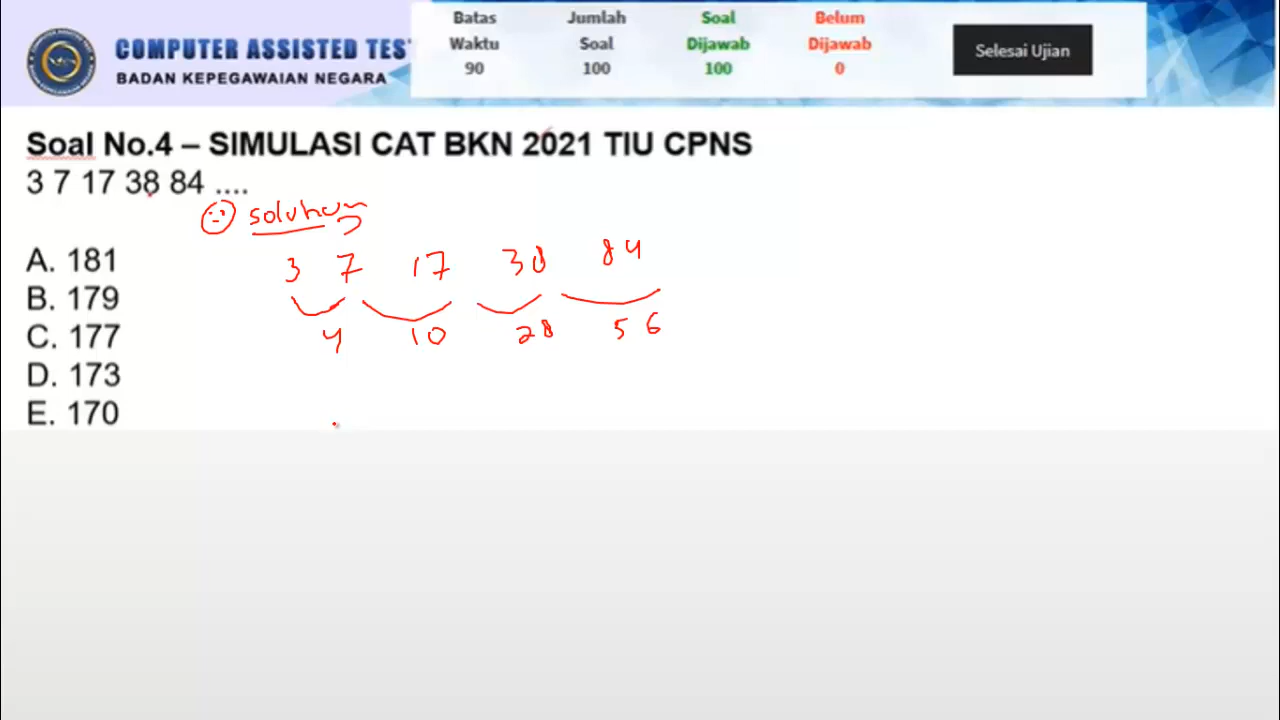 COMPUTER ASSISTED TES
BADAN KEPEGAWAIAN NEGARA
Batas Waktu 90
Jumlah Soal 100
Soal Dijawab 100
Belum Dijawab 0
Selesai Ujian
Soal No.4 – SIMULASI CAT BKN 2021 TIU CPNS
3 7 17 38 84 ....
A. 181
B. 179
C. 177
D. 173
E. 170
3 7 17 38 84
4 10 28 56